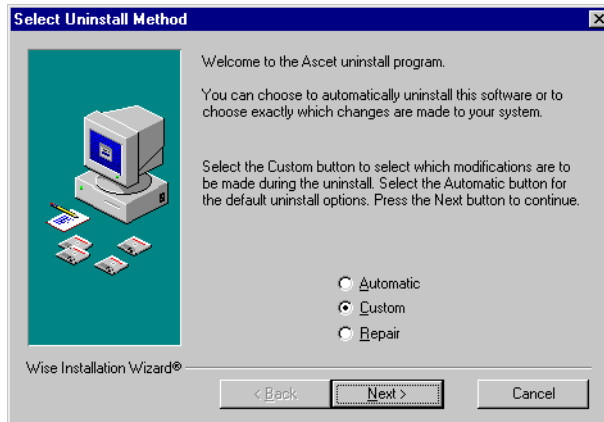 Select Uninstall Method
Welcome to the Ascet uninstall program.
You can choose to automatically uninstall this software or to
choose exactly which changes are made to your system.
Select the Custom button to select which modifications are to
be made during the uninstall. Select the Automatic button for
the default uninstall options. Press the Next button to continue.
Automatic
Custom
Repair
Wise Installation Wizard®
< Back
Next >
Cancel